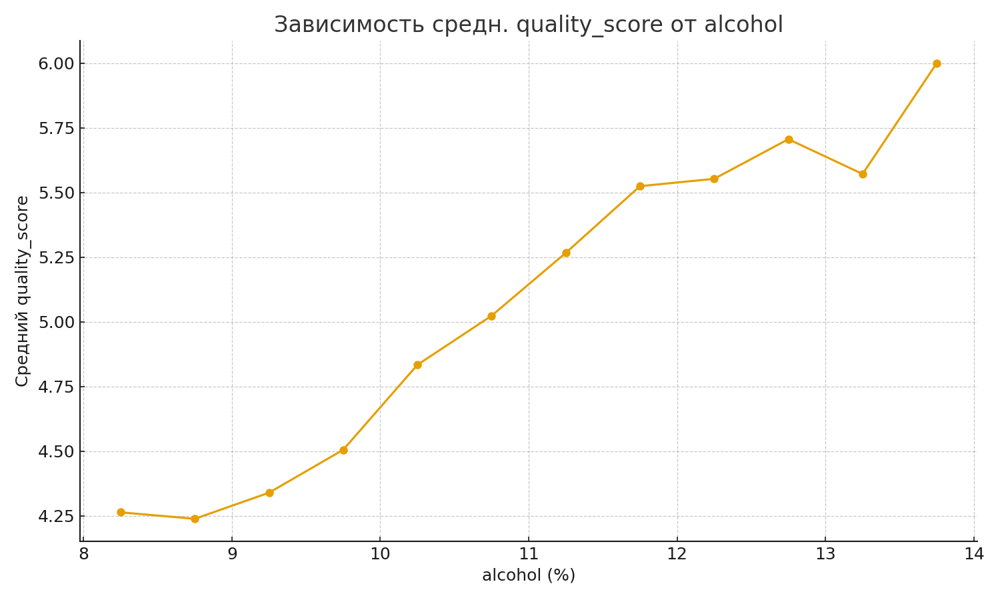 Зависимость средн. quality_score от alcohol
Средний quality_score
6.00
5.75
5.50
5.25
5.00
4.75
4.50
4.25
8 9 10 11 12 13 14
alcohol (%)